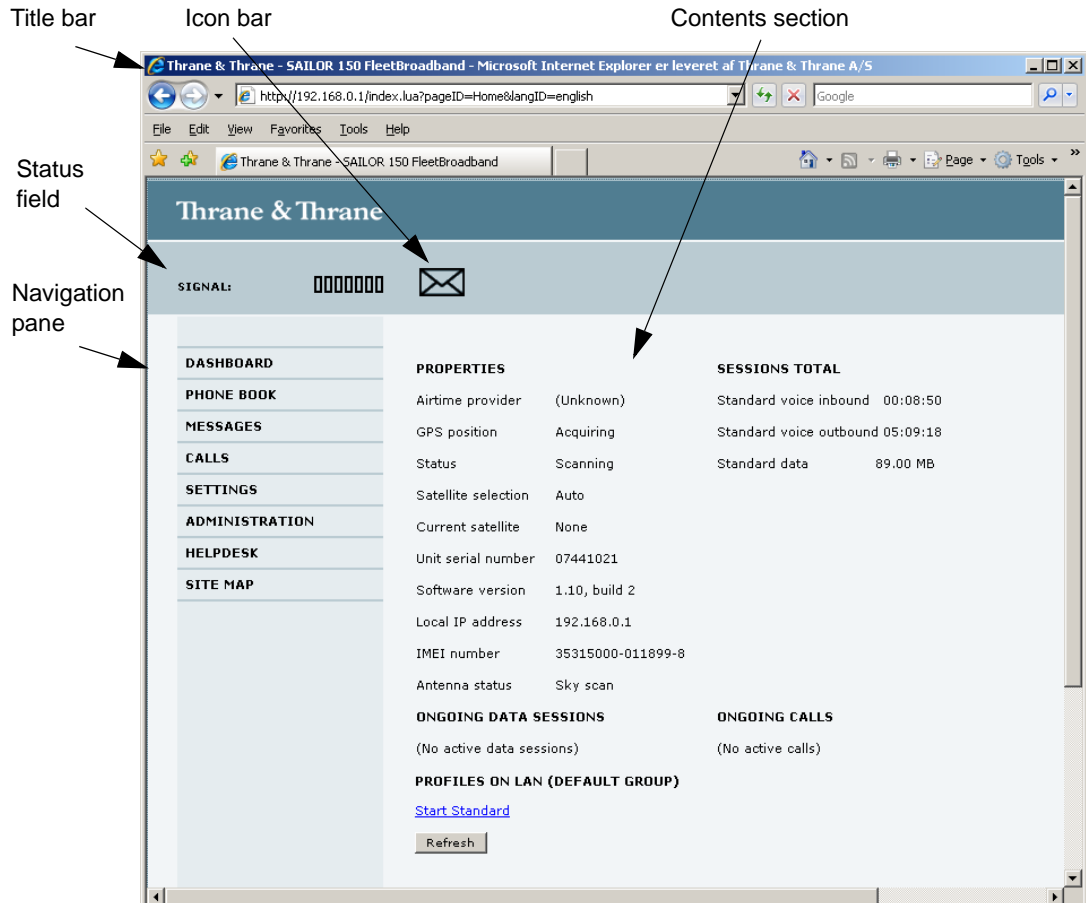 Title bar
Icon bar
Contents section
Thrane & Thrane - SAILOR 150 FleetBroadband - Microsoft Internet Explorer er leveret af Thrane & Thrane A/S
http://192.168.0.1/index.lua?pageID=Home&langID=english
Google
File Edit View Favorites Tools Help
Thrane & Thrane - SAILOR 150 FleetBroadband
Page Tools »
Status
field
Thrane & Thrane
SIGNAL:
Navigation
pane
DASHBOARD
PHONE BOOK
MESSAGES
CALLS
SETTINGS
ADMINISTRATION
HELPDESK
SITE MAP
PROPERTIES
Airtime provider (Unknown)
GPS position Acquiring
Status Scanning
Satellite selection Auto
Current satellite None
Unit serial number 07441021
Software version 1.10, build 2
Local IP address 192.168.0.1
IMEI number 35315000-011899-8
Antenna status Sky scan
SESSIONS TOTAL
Standard voice inbound 00:08:50
Standard voice outbound 05:09:18
Standard data 89.00 MB
ONGOING DATA SESSIONS
(No active data sessions)
ONGOING CALLS
(No active calls)
PROFILES ON LAN (DEFAULT GROUP)
Start Standard
Refresh